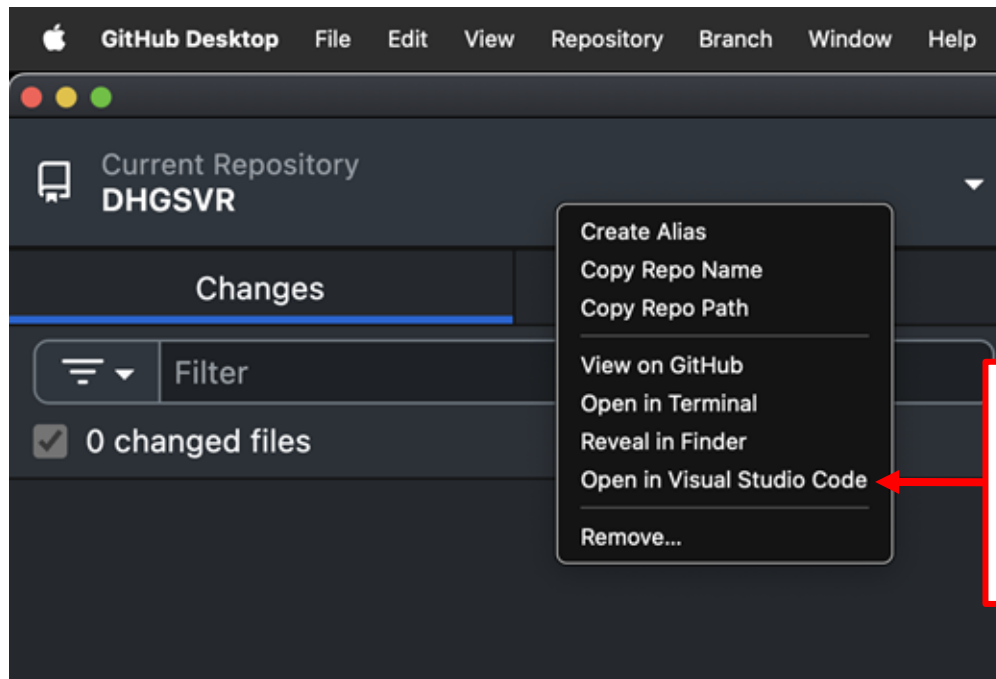 GitHub Desktop File Edit View Repository Branch Window Help
Current Repository
DHGSVR
Changes
Filter
0 changed files
Create Alias
Copy Repo Name
Copy Repo Path
View on GitHub
Open in Terminal
Reveal in Finder
Open in Visual Studio Code
Remove...